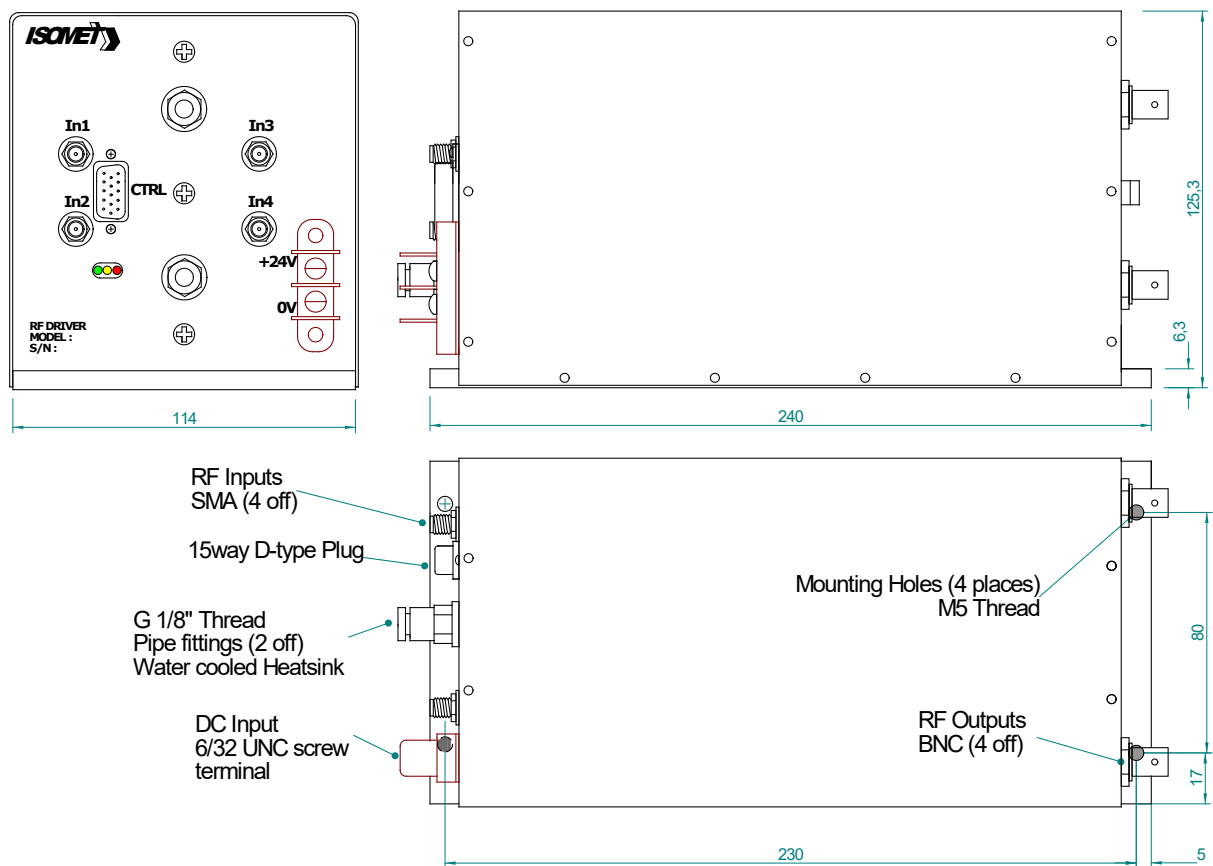 ISOMET
In1
In3
CTRL
In2
In4
+24V
0V
RF DRIVER
MODEL :
S/N :
114
240
125,3
6,3
RF Inputs
SMA (4 off)
15way D-type Plug
G 1/8" Thread
Pipe fittings (2 off)
Water cooled Heatsink
DC Input
6/32 UNC screw
terminal
Mounting Holes (4 places)
M5 Thread
RF Outputs
BNC (4 off)
80
17
230
5